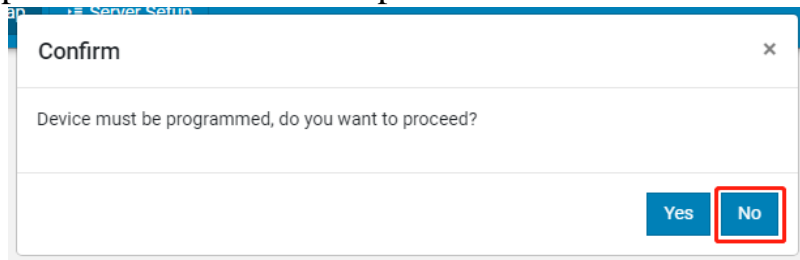 Server Setup
Confirm
×
Device must be programmed, do you want to proceed?
Yes No